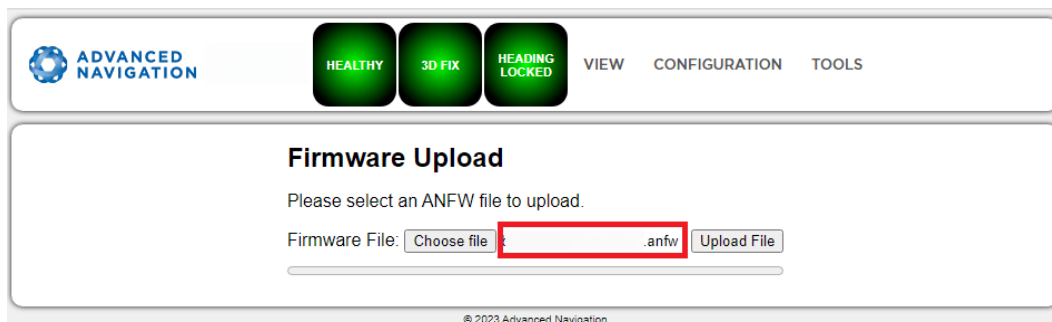 ADVANCED
NAVIGATION
HEALTHY
3D FIX
HEADING
LOCKED
VIEW
CONFIGURATION
TOOLS
Firmware Upload
Please select an ANFW file to upload.
Firmware File: Choose file .anfw Upload File
© 2023 Advanced Navigation